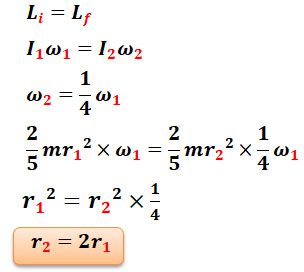 Lᵢ = L_f
I₁ω₁ = I₂ω₂
ω₂ = 1/4 ω₁
2/5 mr₁² × ω₁ = 2/5 mr₂² × 1/4 ω₁
r₁² = r₂² × 1/4
r₂ = 2r₁